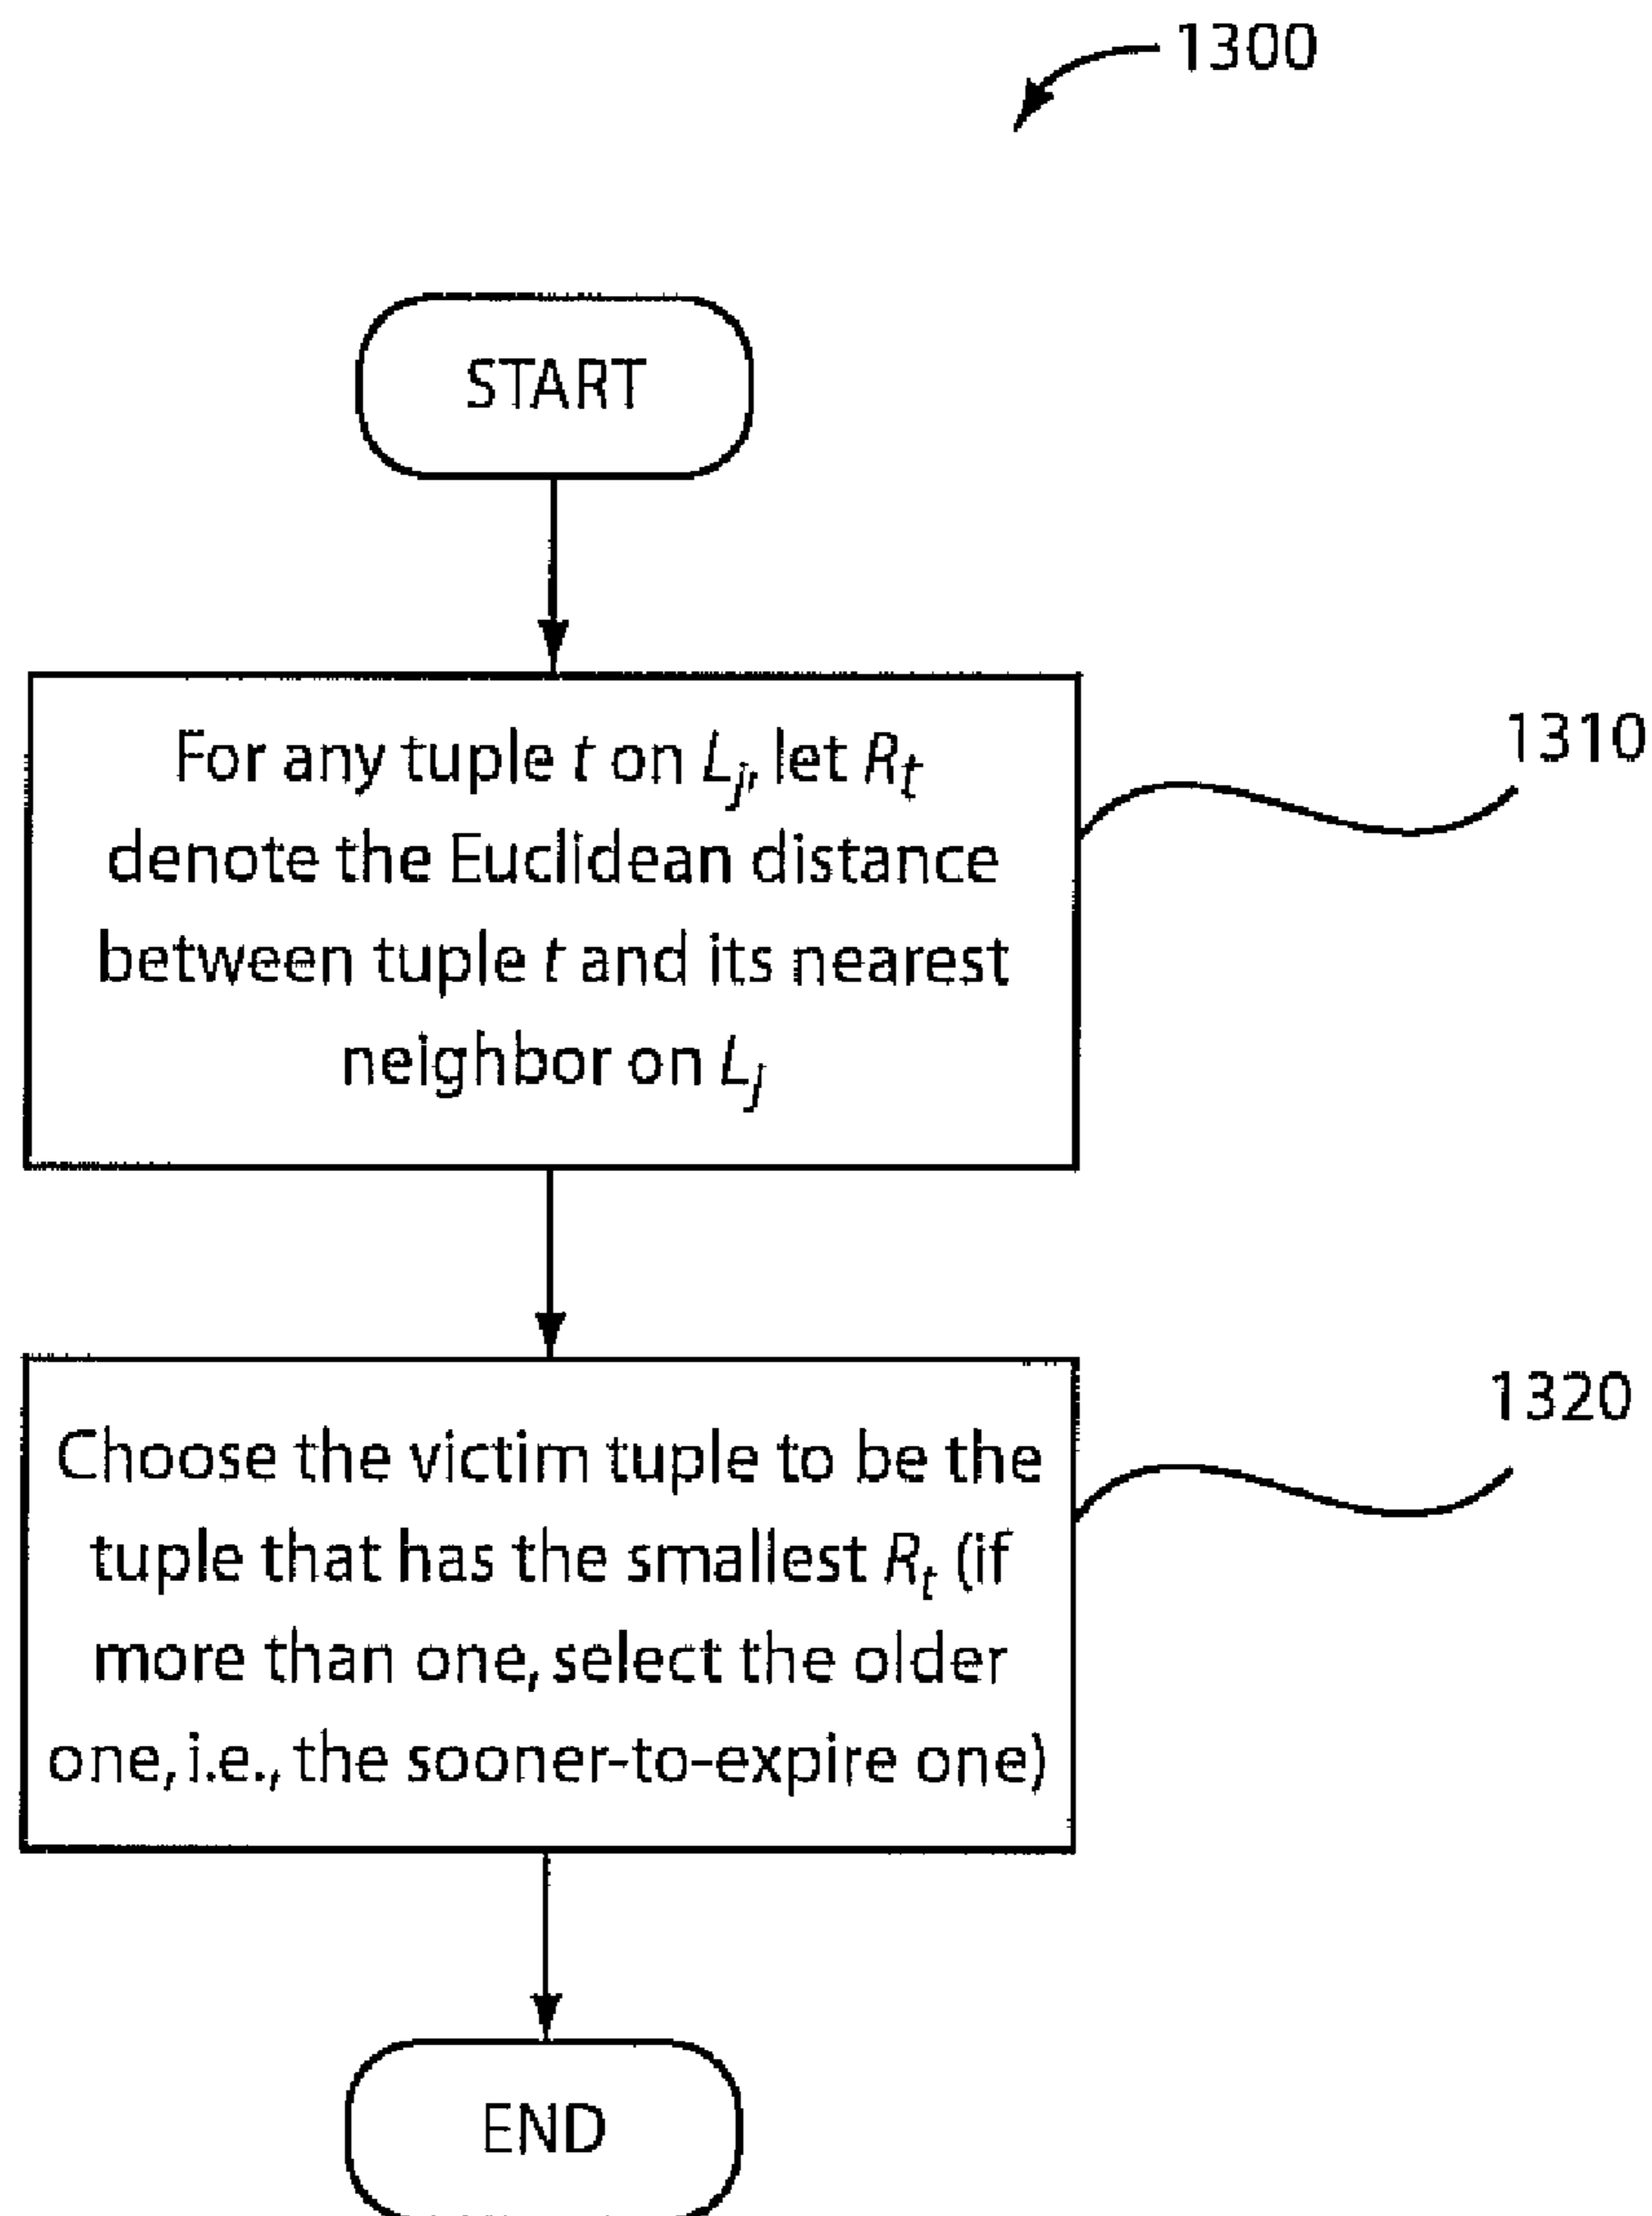 1300
START
For any tuple t on Lj, let Rt
denote the Euclidean distance
between tuple t and its nearest
neighbor on Lj
1310
Choose the victim tuple to be the
tuple that has the smallest Rt (if
more than one, select the older
one, i.e., the sooner-to-expire one)
1320
END